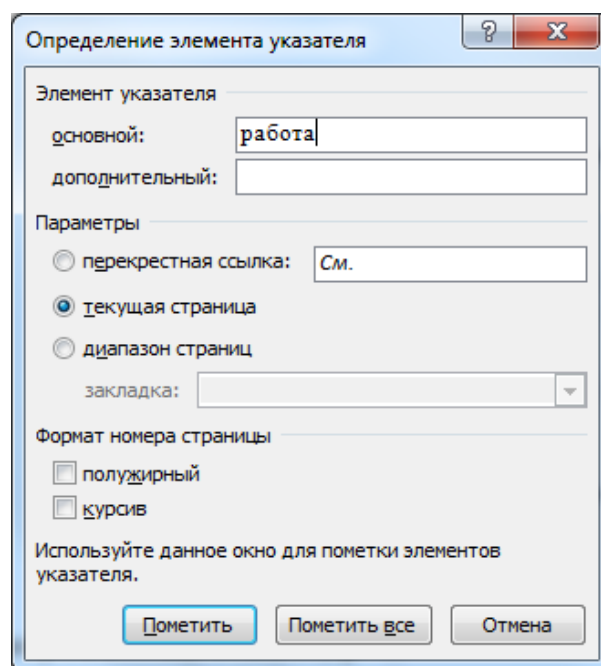 Определение элемента указателя
Элемент указателя
основной: работа
дополнительный:
Параметры
перекрестная ссылка: См.
текущая страница
диапазон страниц
закладка:
Формат номера страницы
полужирный
курсив
Используйте данное окно для пометки элементов
указателя.
Пометить Пометить все Отмена